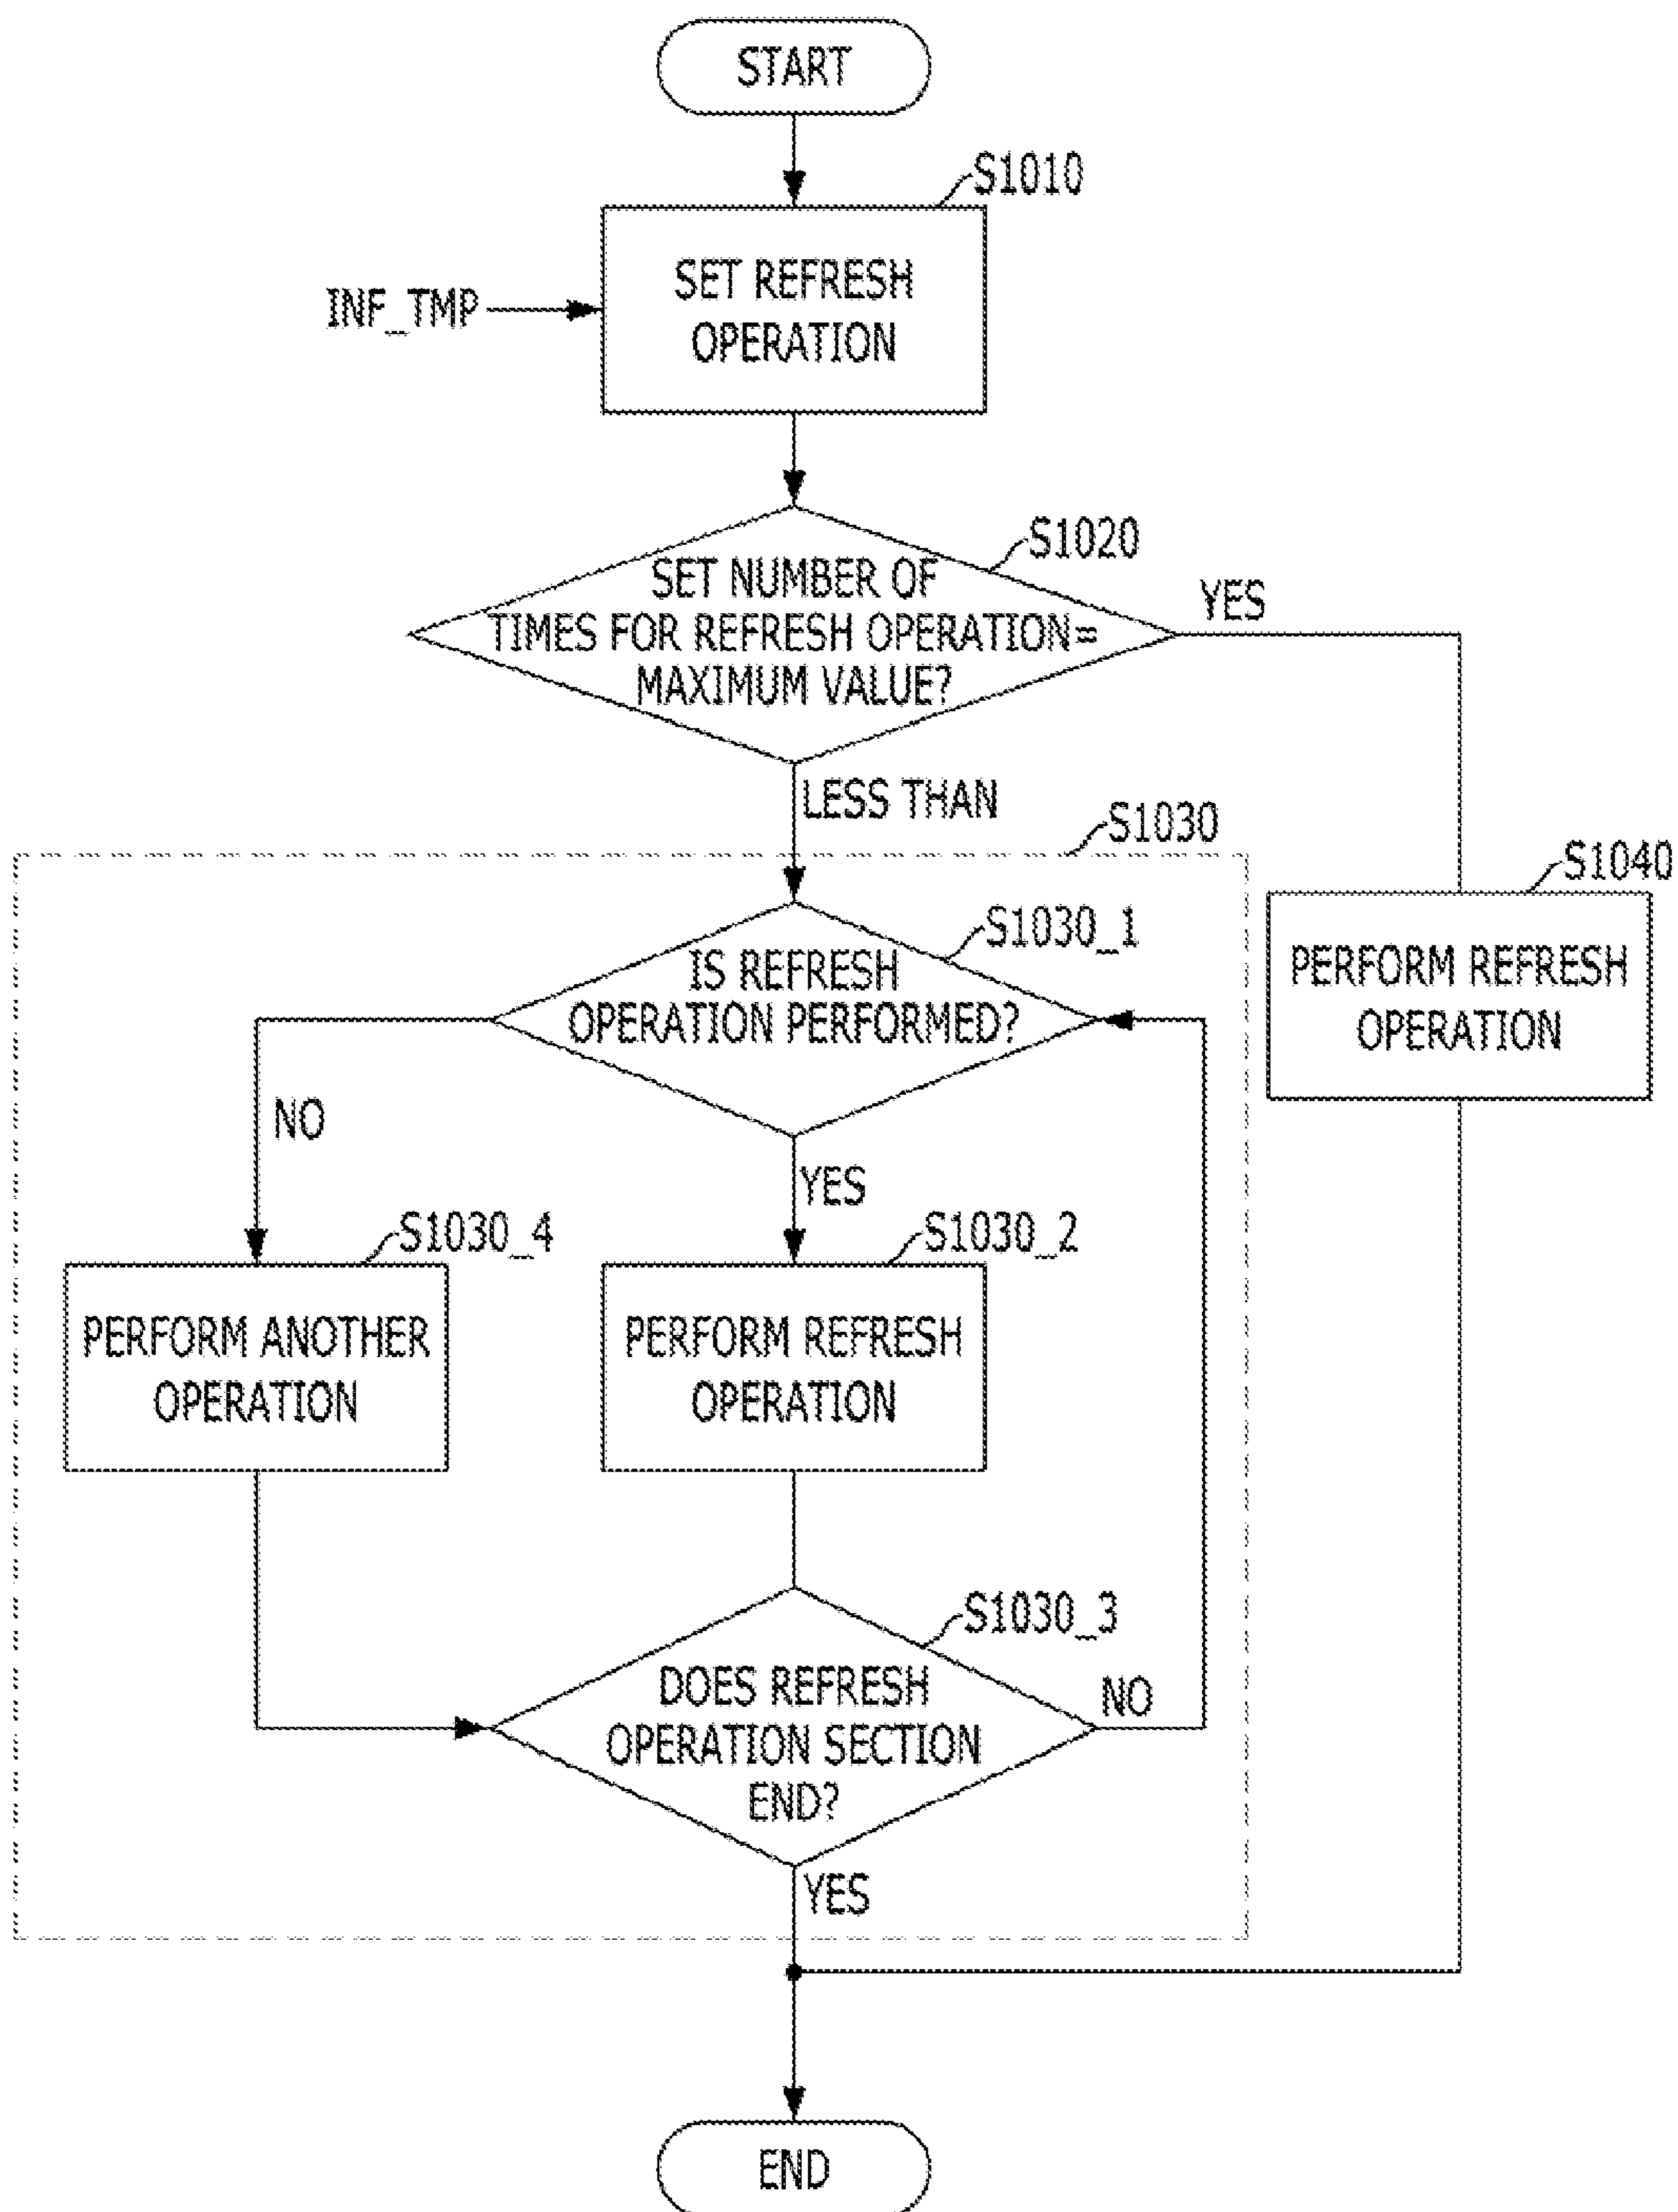 START
S1010
SET REFRESH
OPERATION
INF_TMP
S1020
SET NUMBER OF
TIMES FOR REFRESH OPERATION=
MAXIMUM VALUE?
YES
LESS THAN
S1030
S1040
PERFORM REFRESH
OPERATION
S1030_1
IS REFRESH
OPERATION PERFORMED?
NO
YES
S1030_4
PERFORM ANOTHER
OPERATION
S1030_2
PERFORM REFRESH
OPERATION
S1030_3
DOES REFRESH
OPERATION SECTION
END?
NO
YES
END